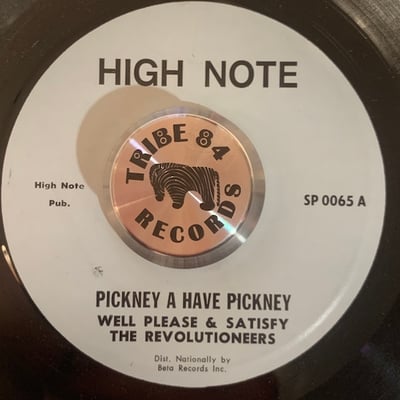 HIGH NOTE
TRIBE 84
RECORDS
High Note
Pub.
SP 0065 A
PICKNEY A HAVE PICKNEY
WELL PLEASE & SATISFY
THE REVOLUTIONEERS
Dist. Nationally by
Beta Records Inc.